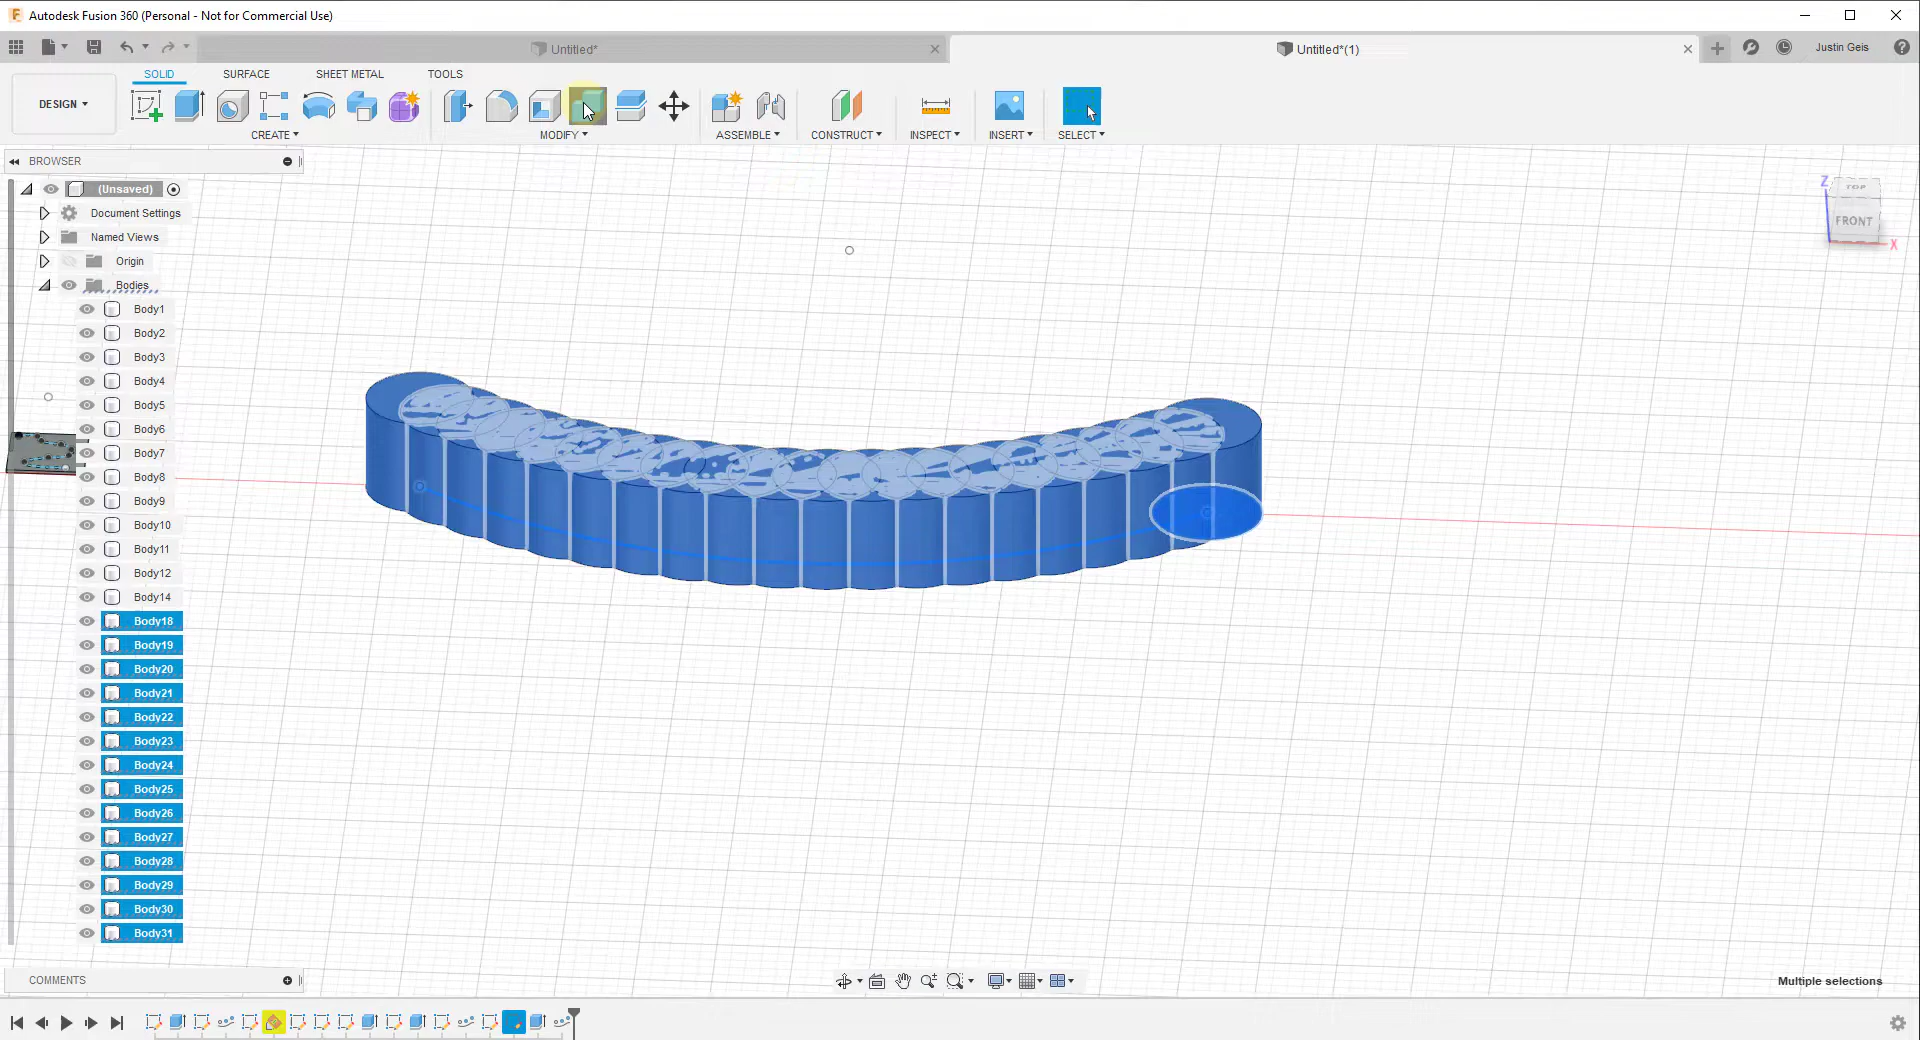 Autodesk Fusion 360 (Personal - Not for Commercial Use)
Untitled*
Untitled*(1)
Justin Geis
DESIGN
SOLID
SURFACE
SHEET METAL
TOOLS
CREATE
MODIFY
ASSEMBLE
CONSTRUCT
INSPECT
INSERT
SELECT
BROWSER
(Unsaved)
Document Settings
Named Views
Origin
Bodies
Body1
Body2
Body3
Body4
Body5
Body6
Body7
Body8
Body9
Body10
Body11
Body12
Body14
Body18
Body19
Body20
Body21
Body22
Body23
Body24
Body25
Body26
Body27
Body28
Body29
Body30
Body31
Z
TOP
FRONT
X
COMMENTS
Multiple selections